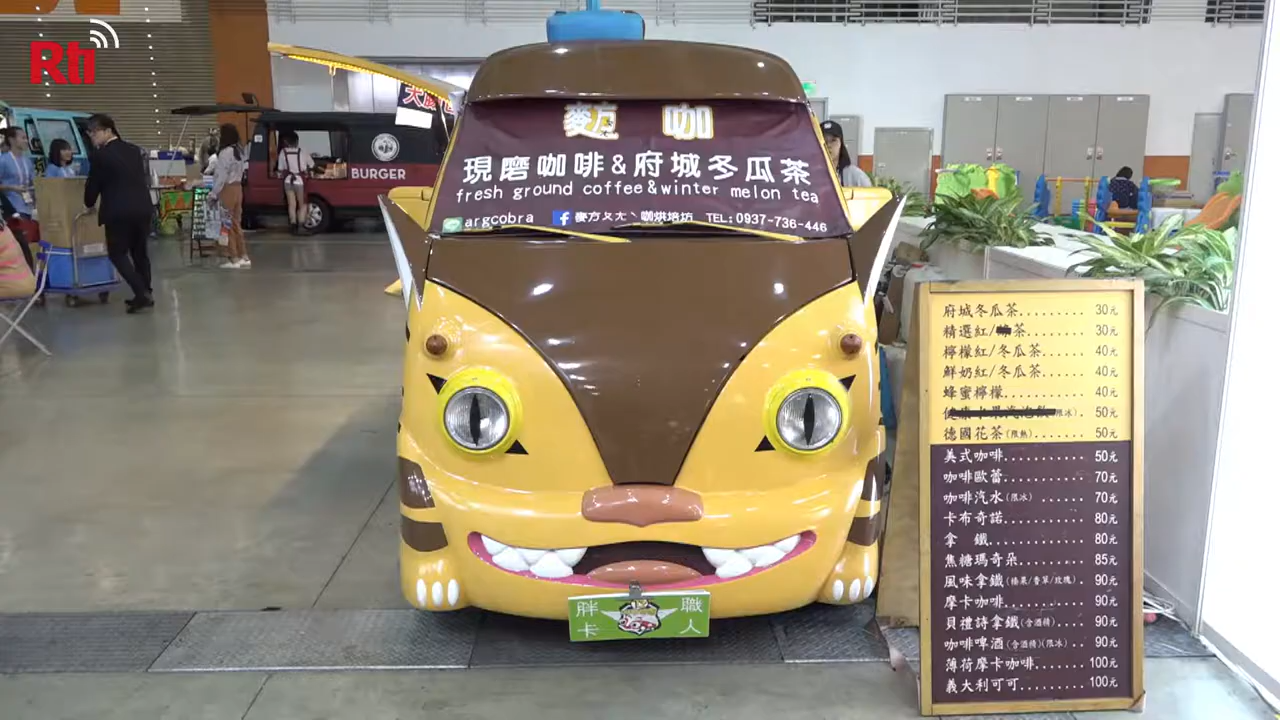 Rti
BURGER
麥方 咖
現磨咖啡&府城冬瓜茶
fresh ground coffee&winter melon tea
argcobra
麥方ㄆㄤˋ咖烘培坊 TEL:0937-736-446
胖 職
卡 人
府城冬瓜茶......... 30元
精選紅/茶......... 30元
檸檬紅/冬瓜茶...... 40元
鮮奶紅/冬瓜茶...... 40元
蜂蜜檸檬........... 40元
(限冰). 50元
德國花茶(限熱)....... 50元
美式咖啡........... 50元
咖啡歐蕾........... 70元
咖啡汽水(限冰) ...... 70元
卡布奇諾........... 80元
拿 鐵............. 80元
焦糖瑪奇朵......... 85元
風味拿鐵(榛果/香草/玫瑰). 90元
摩卡咖啡........... 90元
貝禮詩拿鐵(含酒精).... 90元
咖啡啤酒(含酒精)(限冰). 90元
薄荷摩卡咖啡....... 100元
義大利可可......... 100元